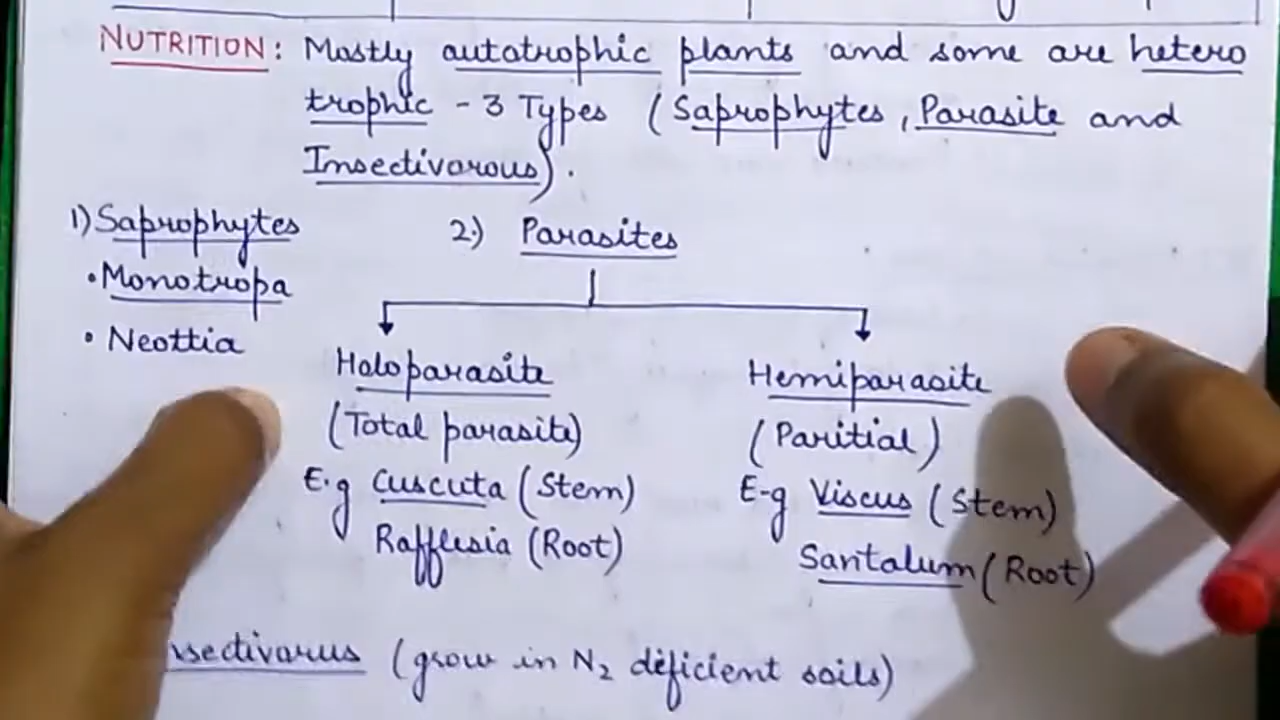 NUTRITION: Mostly autotrophic plants and some are hetero
trophic - 3 Types (Saprophytes, Parasite and
Insectivorous).
1) Saprophytes
• Monotropa
• Neottia
2.) Parasites
Holoparasite
(Total parasite)
E.g Cuscuta (Stem)
Rafflesia (Root)
Hemiparasite
(Paritial)
E-g Viscus (Stem)
Santalum (Root)
nsectivorus (grow in N₂ deficient soils)